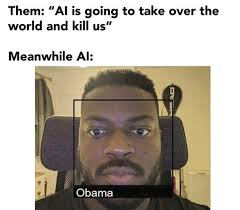 Them: “AI is going to take over the
world and kill us”
Meanwhile AI:
Obama